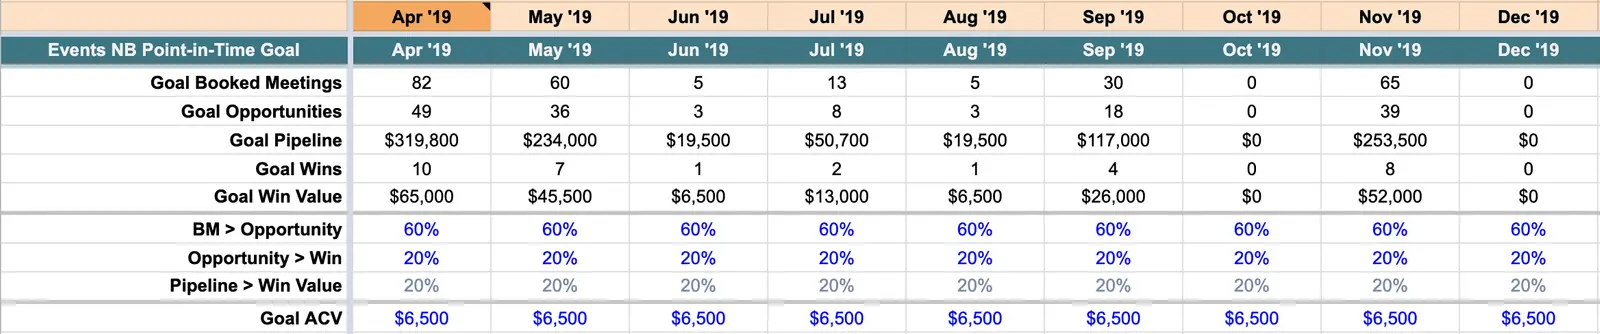 Apr '19 May '19 Jun '19 Jul '19 Aug '19 Sep '19 Oct '19 Nov '19 Dec '19
Events NB Point-in-Time Goal Apr '19 May '19 Jun '19 Jul '19 Aug '19 Sep '19 Oct '19 Nov '19 Dec '19
Goal Booked Meetings 82 60 5 13 5 30 0 65 0
Goal Opportunities 49 36 3 8 3 18 0 39 0
Goal Pipeline $319,800 $234,000 $19,500 $50,700 $19,500 $117,000 $0 $253,500 $0
Goal Wins 10 7 1 2 1 4 0 8 0
Goal Win Value $65,000 $45,500 $6,500 $13,000 $6,500 $26,000 $0 $52,000 $0
BM > Opportunity 60% 60% 60% 60% 60% 60% 60% 60% 60%
Opportunity > Win 20% 20% 20% 20% 20% 20% 20% 20% 20%
Pipeline > Win Value 20% 20% 20% 20% 20% 20% 20% 20% 20%
Goal ACV $6,500 $6,500 $6,500 $6,500 $6,500 $6,500 $6,500 $6,500 $6,500